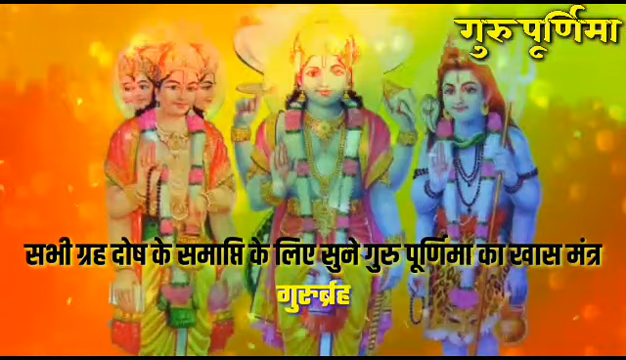 गुरु पूर्णिमा
सभी ग्रह दोष के समाप्ति के लिए सुने गुरु पूर्णिमा का खास मंत्र
गुरुर्ब्रह